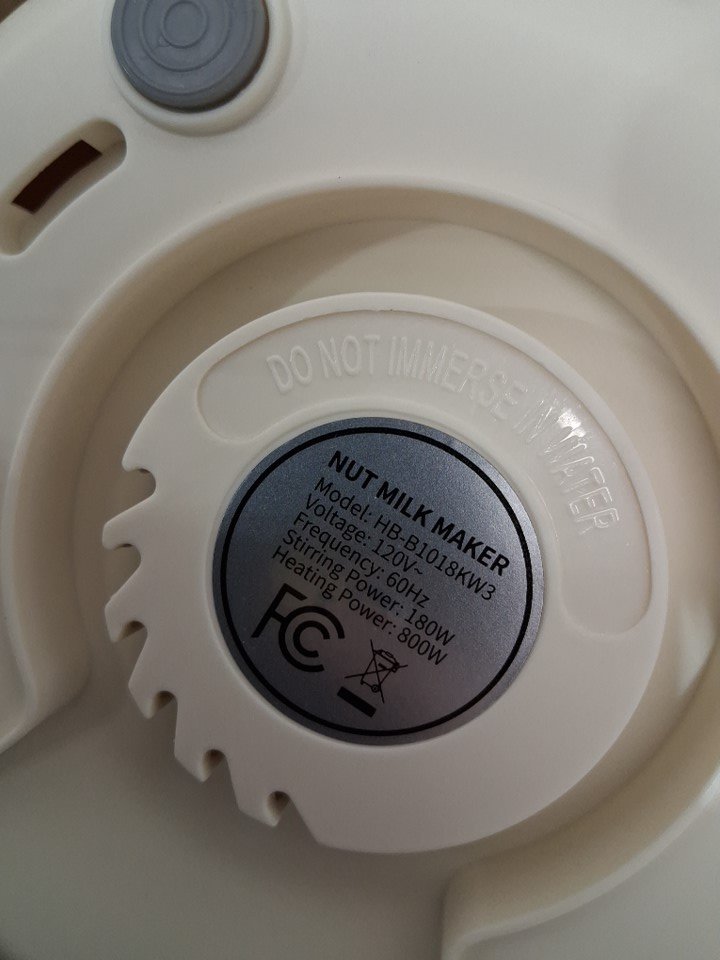 DO NOT IMMERSE IN WATER
NUT MILK MAKER
Model: HB-B1018KW3
Voltage: 120V~
Frequency: 60Hz
Stirring Power: 180W
Heating Power: 800W
FC